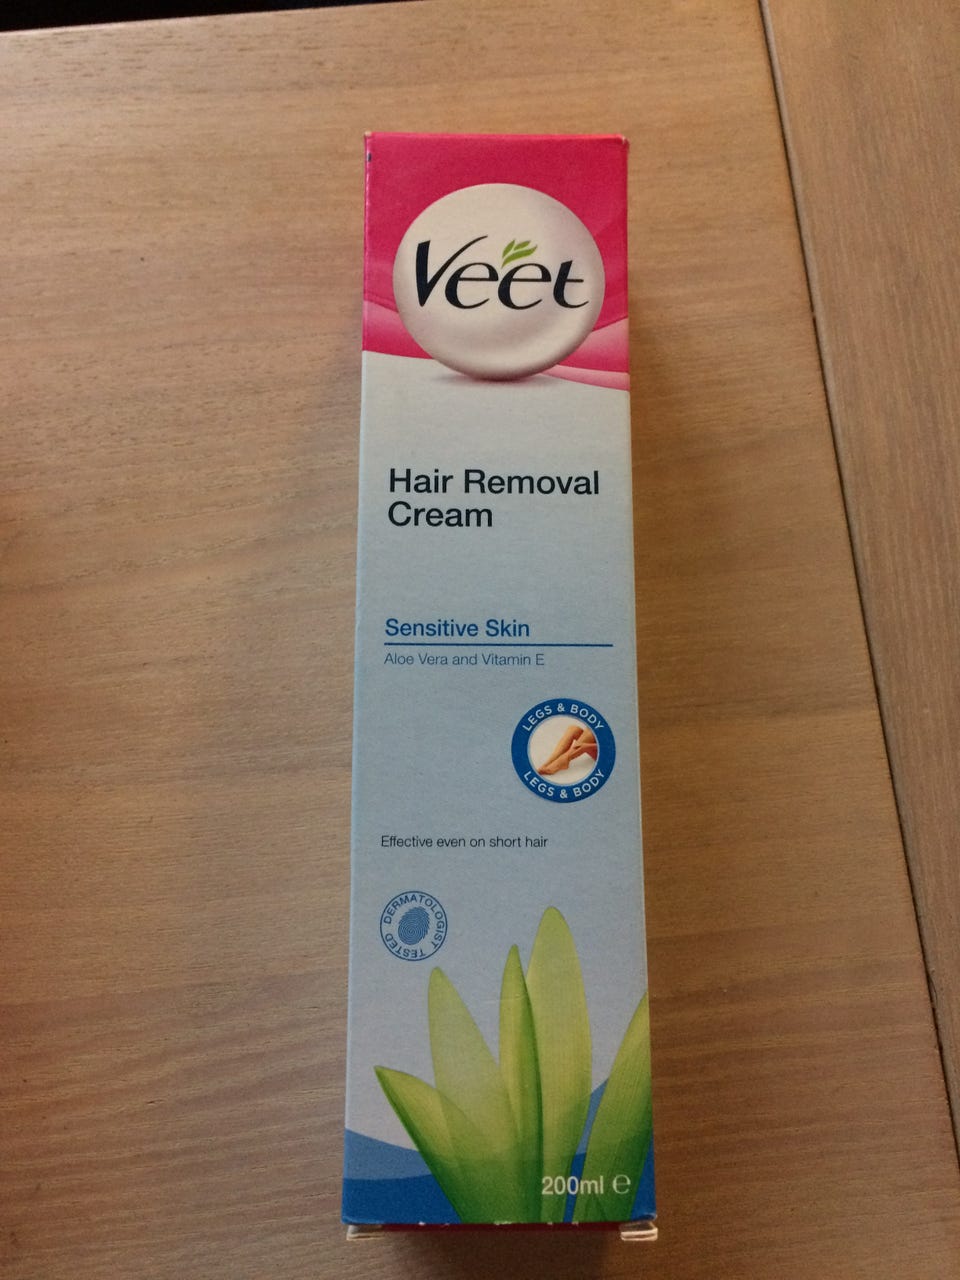 Veet
Hair Removal
Cream
Sensitive Skin
Aloe Vera and Vitamin E
LEGS & BODY
LEGS & BODY
Effective even on short hair
DERMATOLOGIST TESTED
200ml ℮